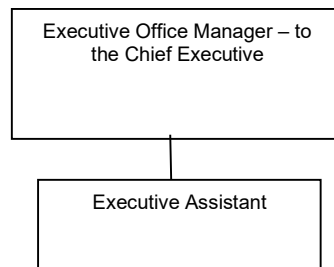 Executive Office Manager – to
the Chief Executive
Executive Assistant